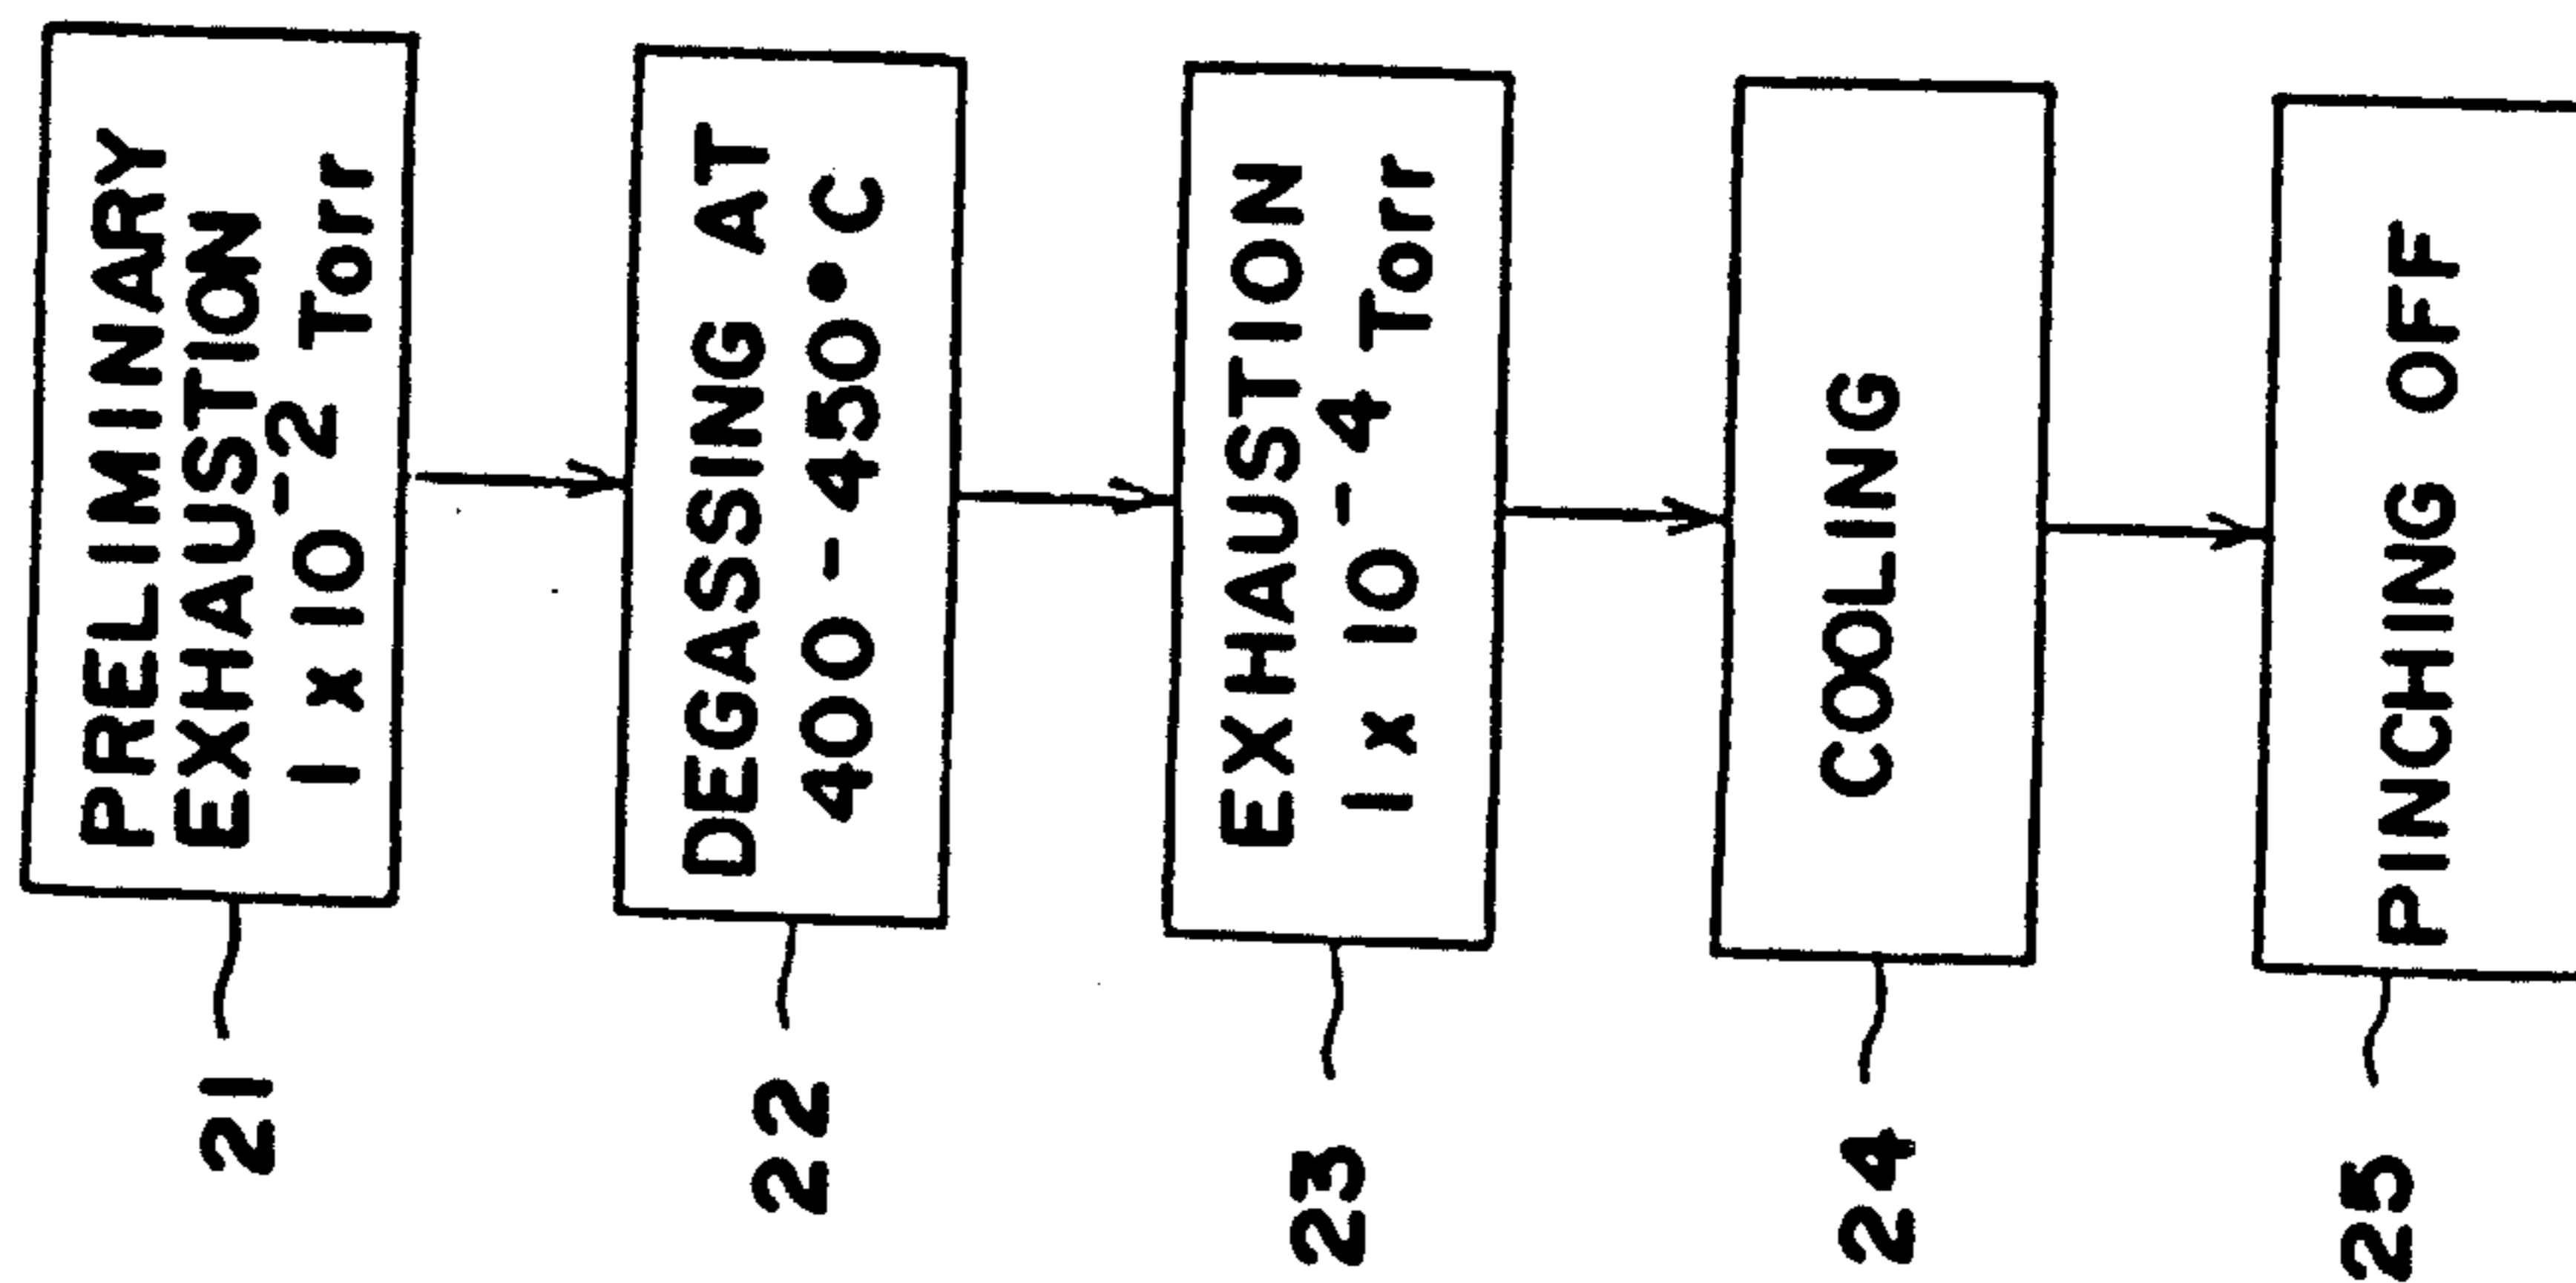 PRELIMINARY
EXHAUSTION
1 x 10⁻² Torr
21
DEGASSING AT
400 - 450•C
22
EXHAUSTION
1 x 10⁻⁴ Torr
23
COOLING
24
PINCHING OFF
25